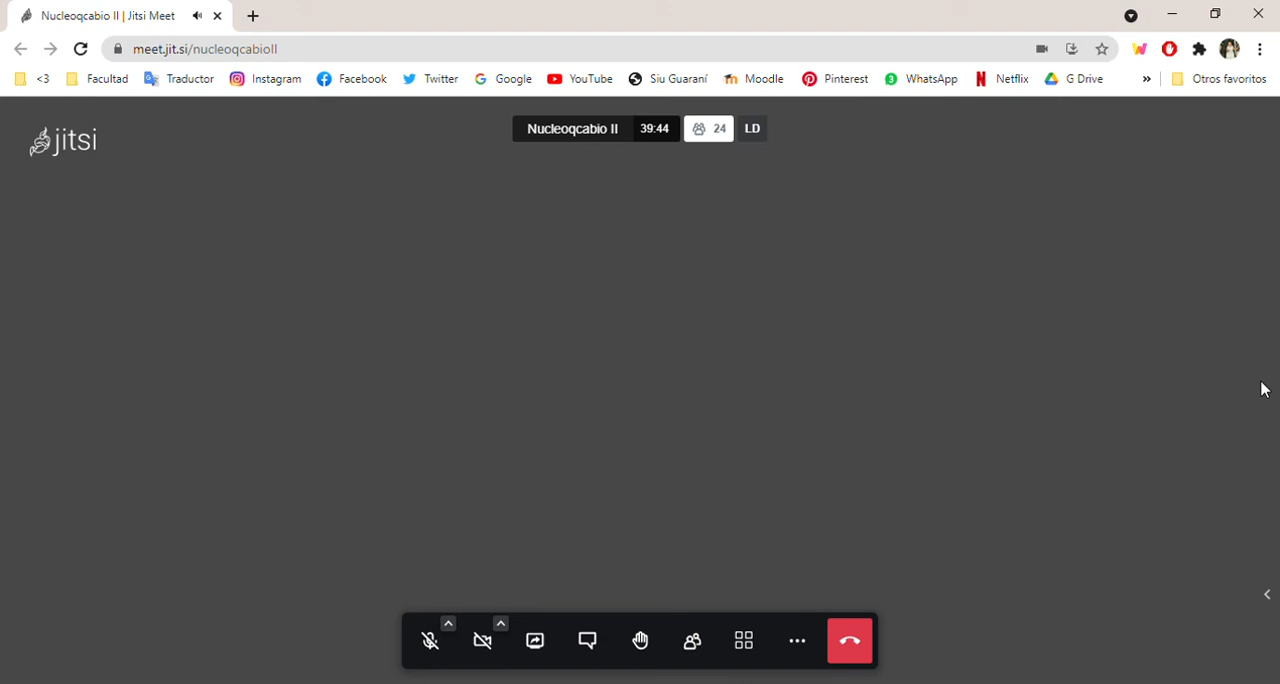 Nucleoqcabio II | Jitsi Meet
meet.jit.si/nucleoqcabioII
<3 Facultad Traductor Instagram Facebook Twitter Google YouTube Siu Guaraní Moodle Pinterest 3 WhatsApp Netflix G Drive » Otros favoritos
jitsi Nucleoqcabio II 39:44 24 LD